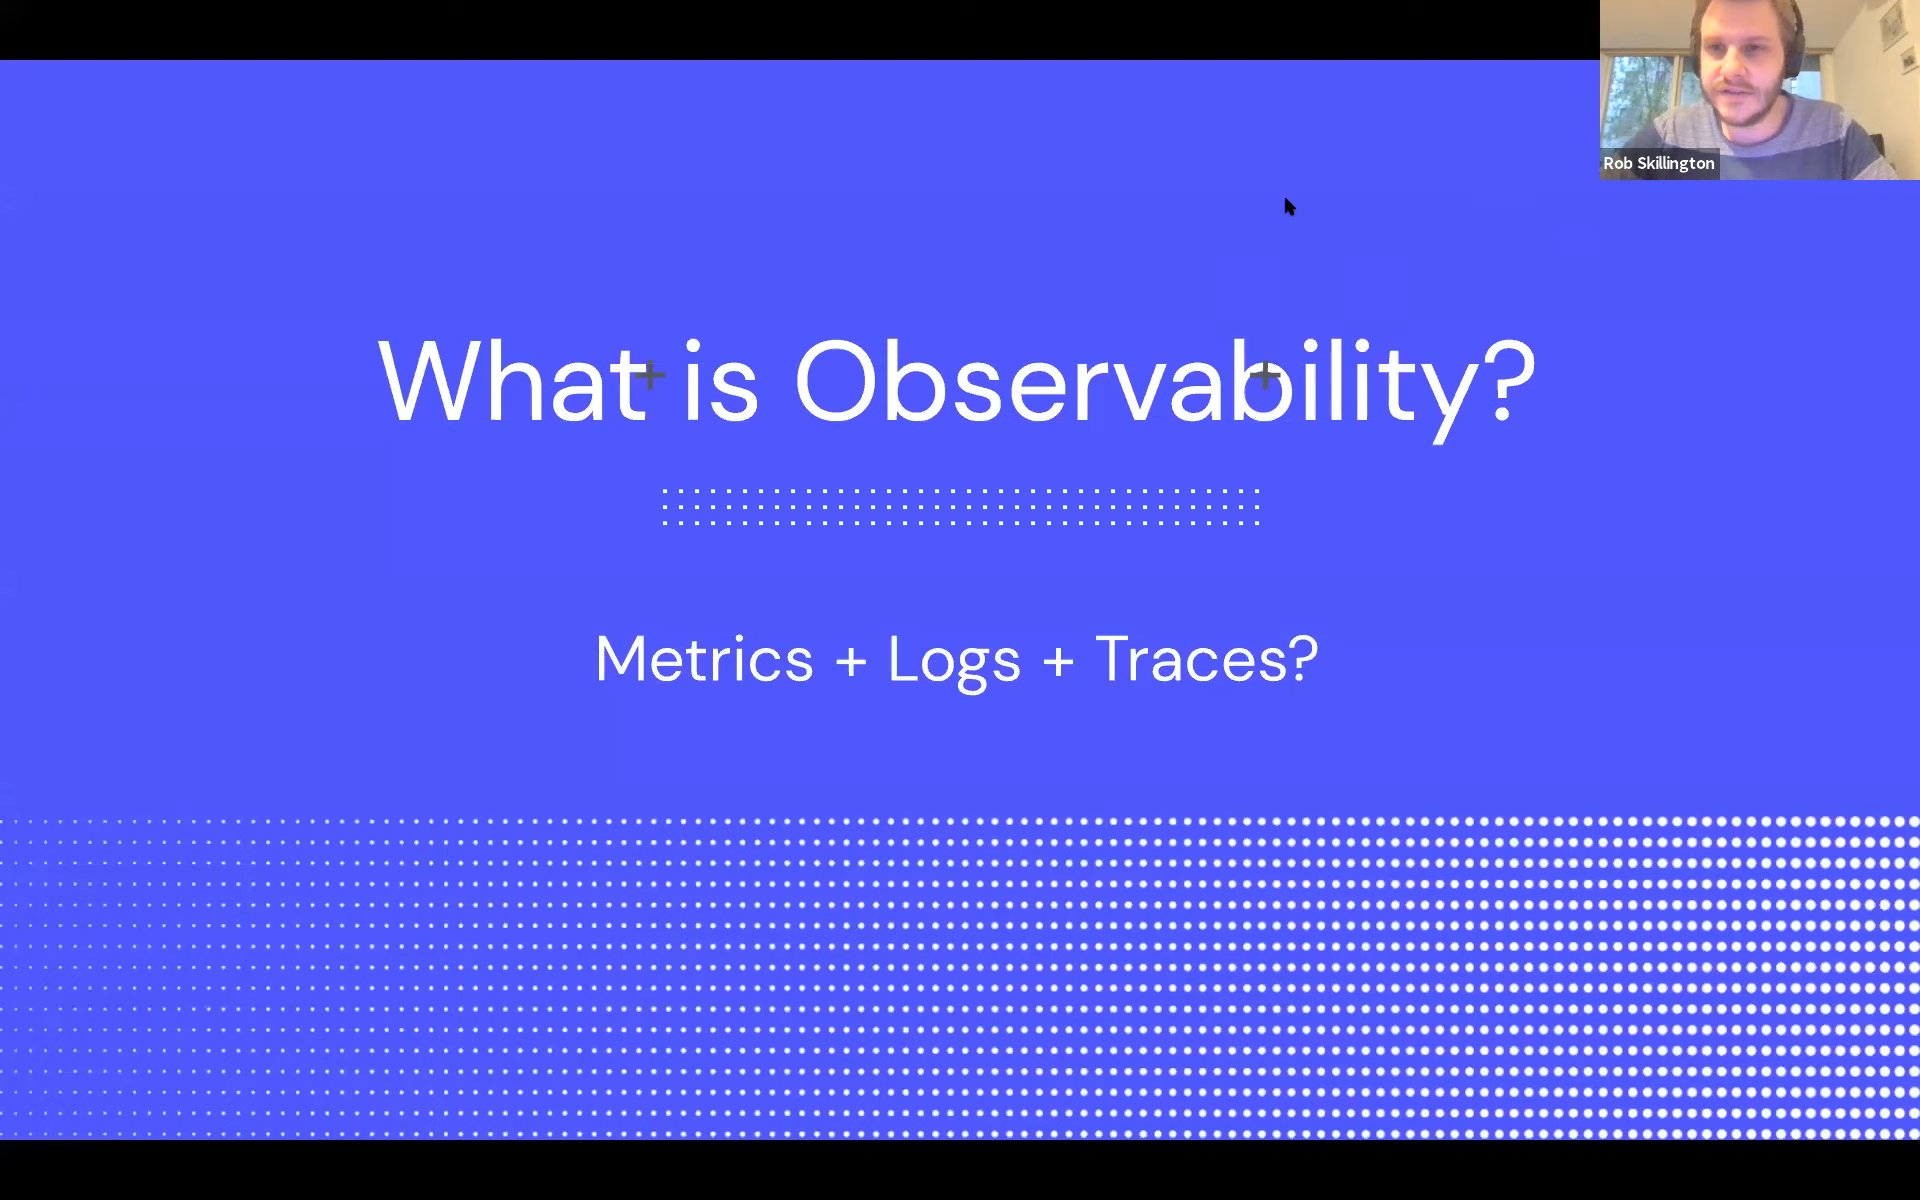 Rob Skillington
What is Observability?
Metrics + Logs + Traces?